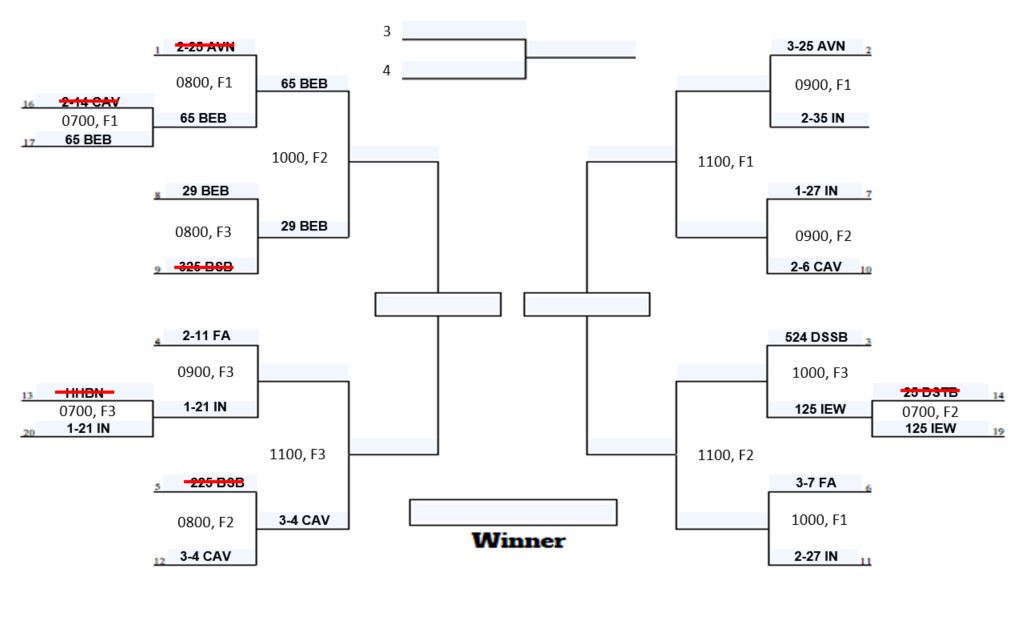 3
4
1 2-25 AVN
0800, F1
65 BEB
16 2-14 CAV
0700, F1
65 BEB
17 65 BEB
1000, F2
8 29 BEB
0800, F3
29 BEB
9 325 BSB
4 2-11 FA
0900, F3
13 HHBN
0700, F3
1-21 IN
20 1-21 IN
1100, F3
5 225 BSB
0800, F2
3-4 CAV
12 3-4 CAV
3-25 AVN 2
0900, F1
2-35 IN
1100, F1
1-27 IN 7
0900, F2
2-6 CAV 10
524 DSSB 3
1000, F3
25 DSTB 14
125 IEW
0700, F2
125 IEW 19
1100, F2
3-7 FA 6
1000, F1
2-27 IN 11
Winner